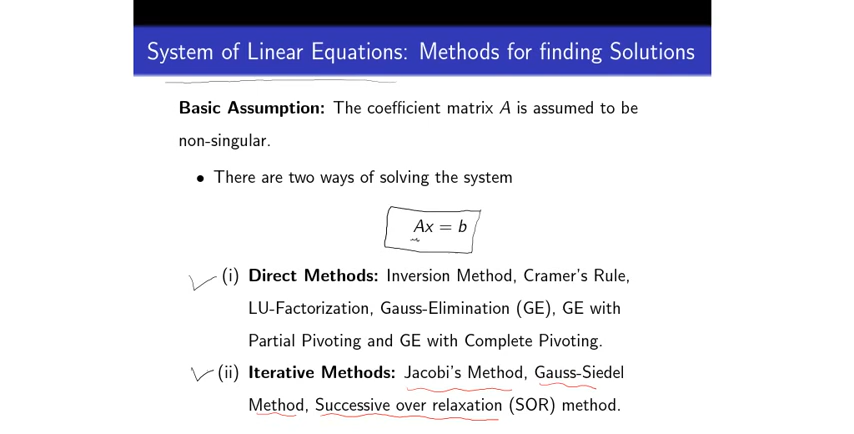 System of Linear Equations: Methods for finding Solutions
Basic Assumption: The coefficient matrix A is assumed to be
non-singular.
• There are two ways of solving the system
Ax = b
(i) Direct Methods: Inversion Method, Cramer's Rule,
LU-Factorization, Gauss-Elimination (GE), GE with
Partial Pivoting and GE with Complete Pivoting.
(ii) Iterative Methods: Jacobi's Method, Gauss-Siedel
Method, Successive over relaxation (SOR) method.